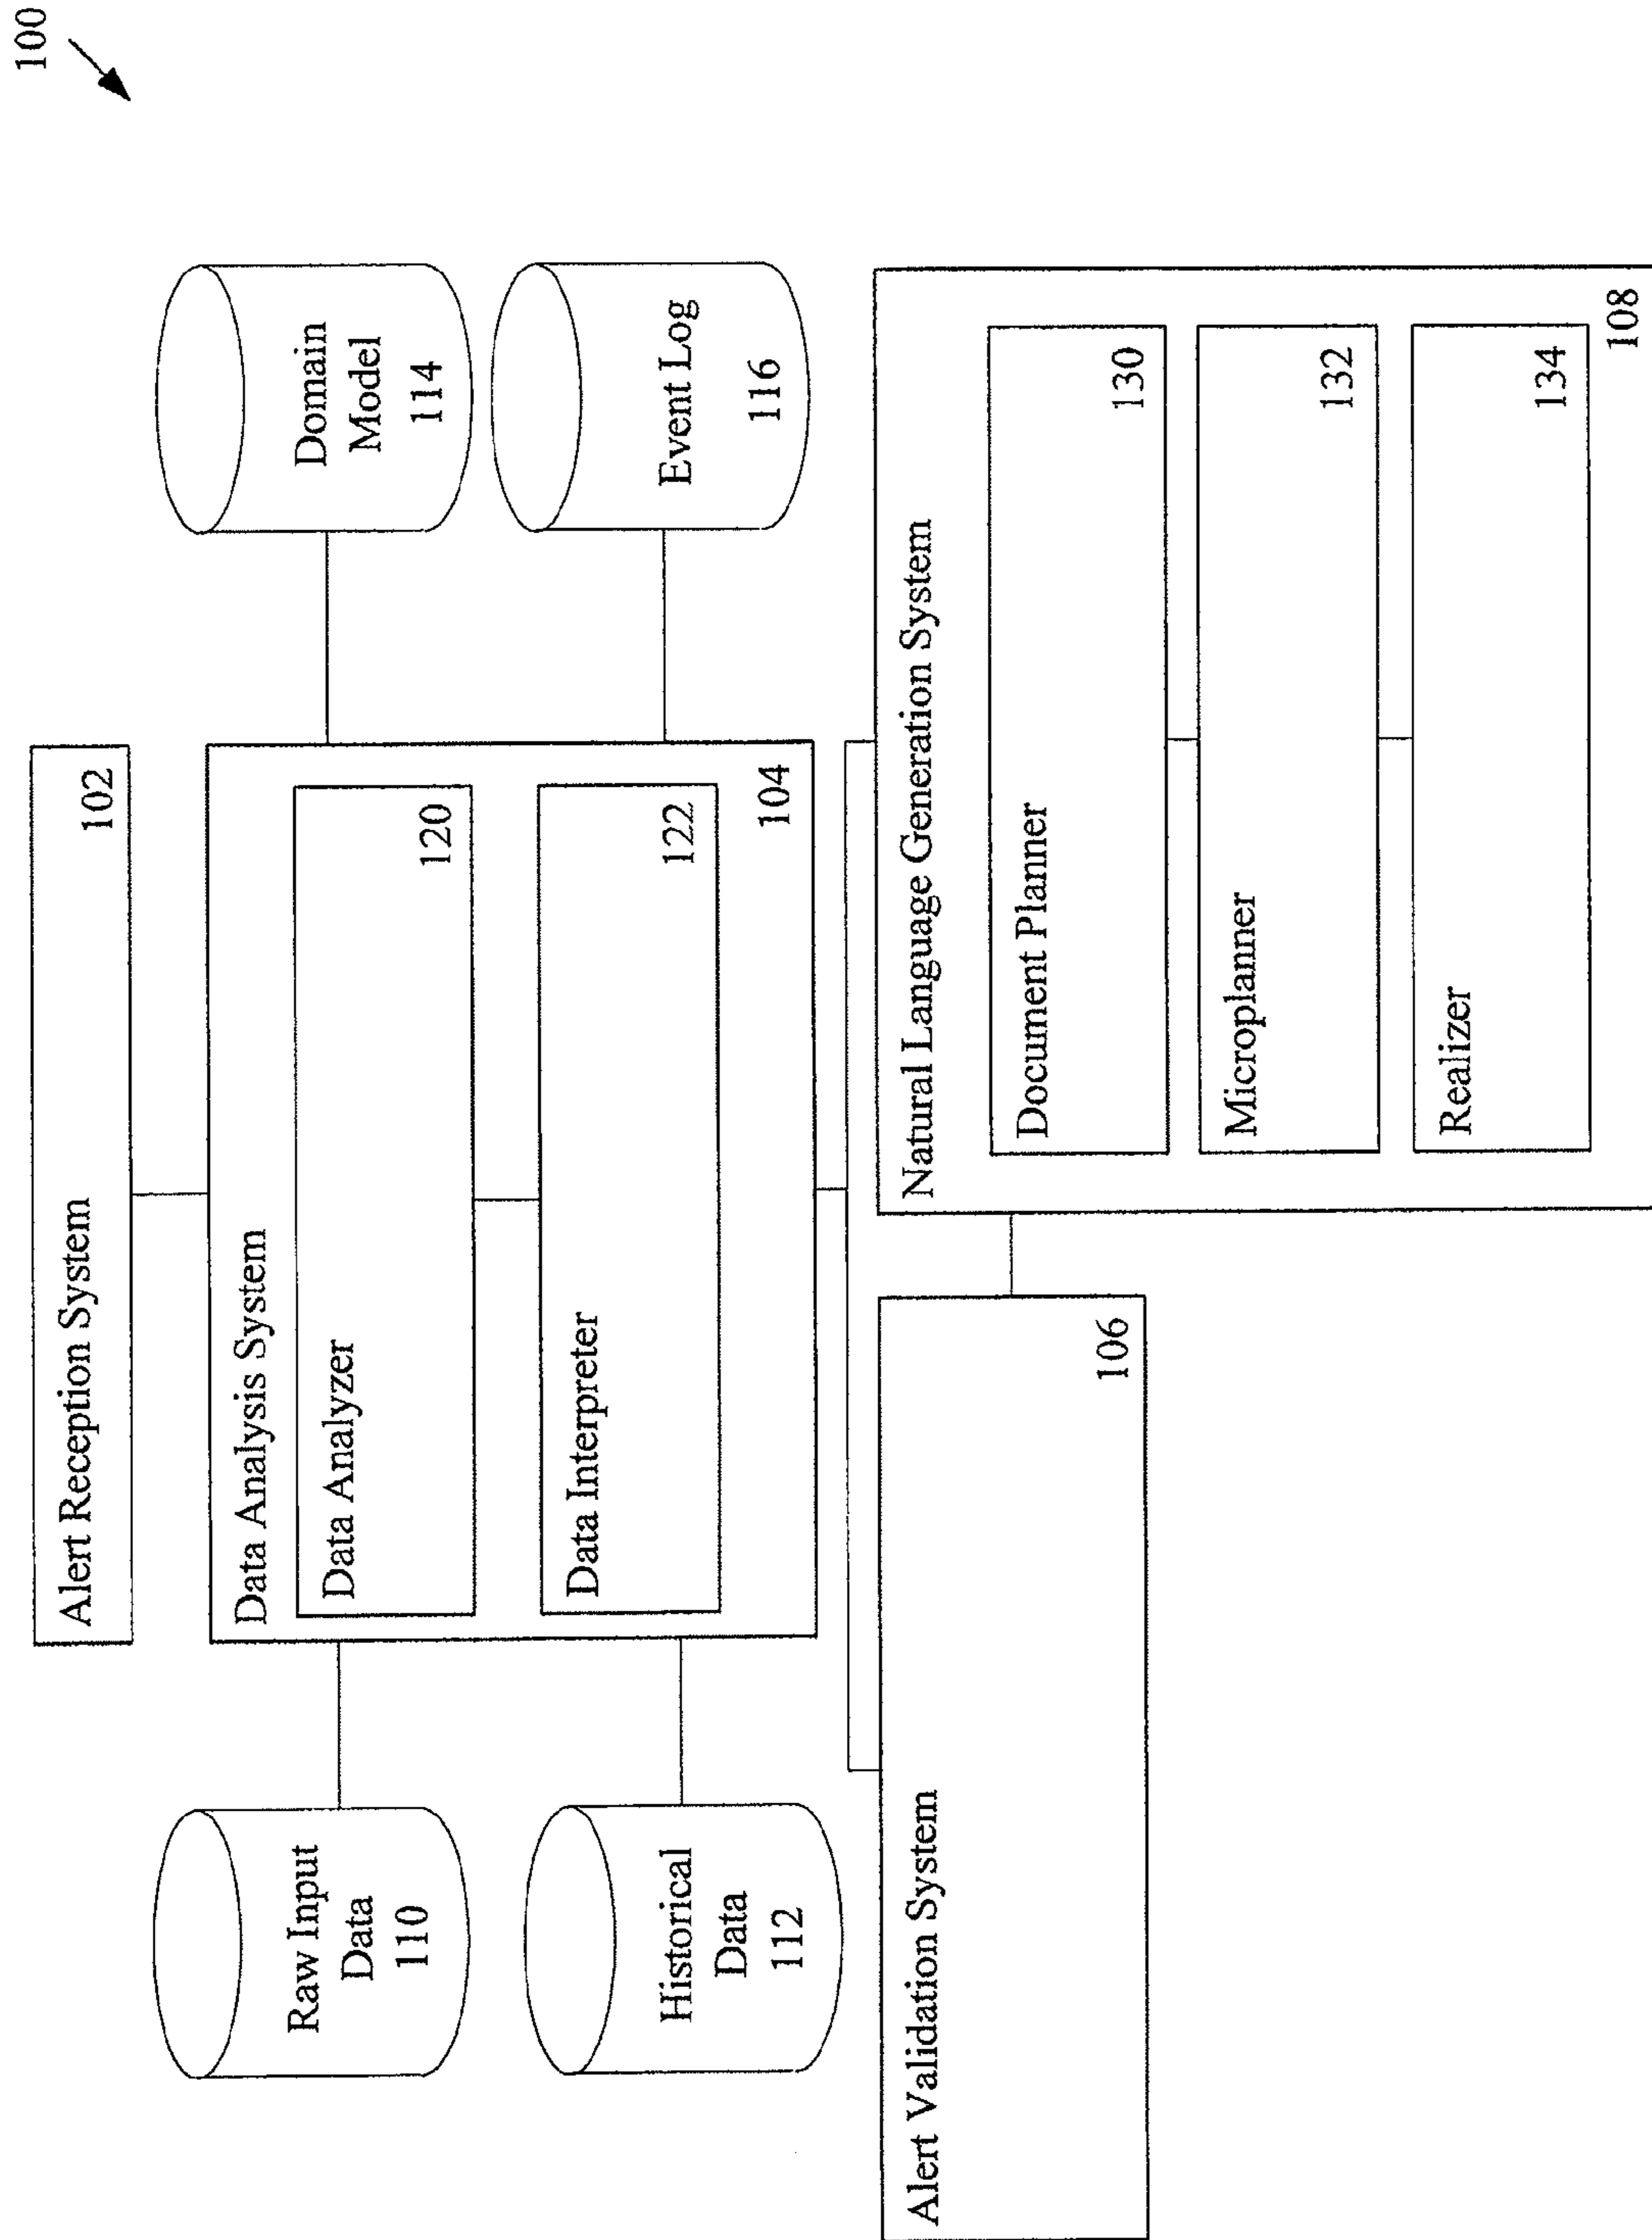 100
Alert Reception System
102
Raw Input
Data
110
Historical
Data
112
Data Analysis System
Data Analyzer
120
Data Interpreter
122
104
Domain
Model
114
Event Log
116
Alert Validation System
106
Natural Language Generation System
Document Planner
130
Microplanner
132
Realizer
134
108